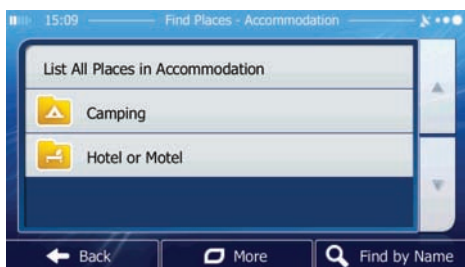 15:09 Find Places - Accommodation
List All Places in Accommodation
Camping
Hotel or Motel
Back More Find by Name